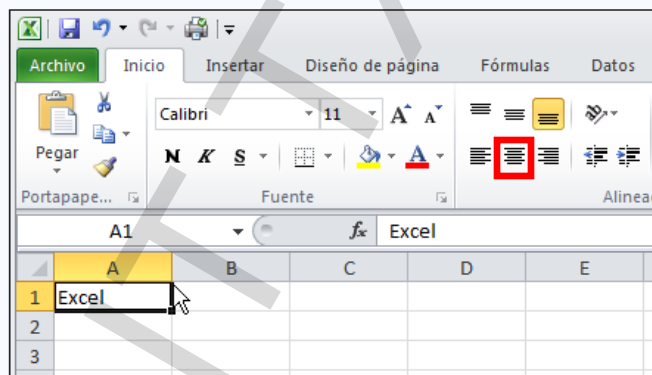 Archivo Inicio Insertar Diseño de página Fórmulas Datos
Calibri 11 A A
Pegar N K S A
Portapape... Fuente Alinea
A1 fx Excel
A B C D E
1 Excel
2
3